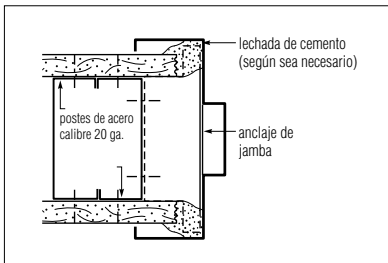 lechada de cemento
(según sea necesario)
postes de acero
calibre 20 ga.
anclaje de
jamba